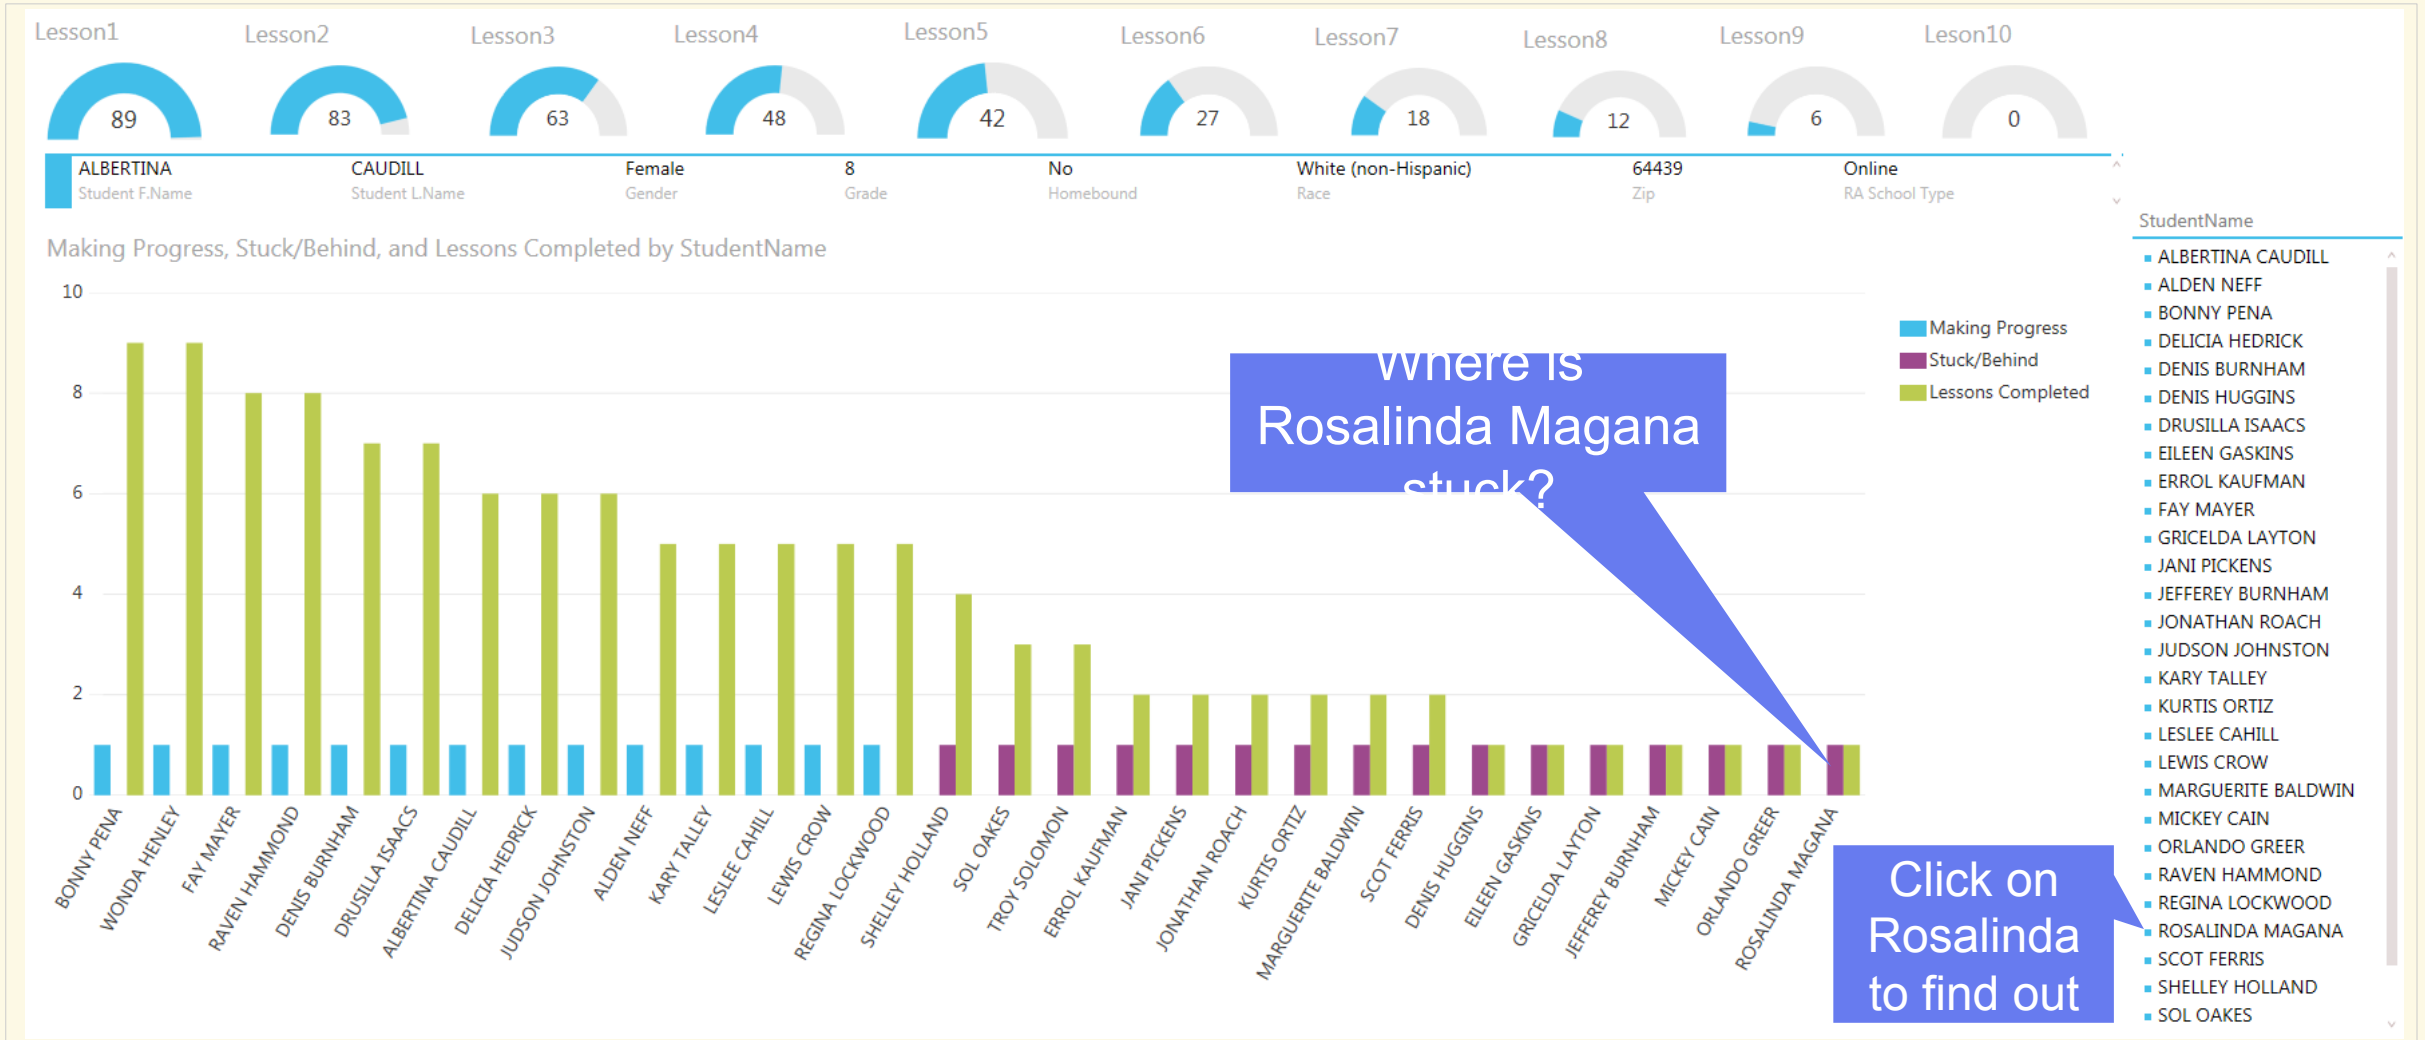 Lesson1 Lesson2 Lesson3 Lesson4 Lesson5 Lesson6 Lesson7 Lesson8 Lesson9 Leson10
89 83 63 48 42 27 18 12 6 0
ALBERTINA CAUDILL Female 8 No White (non-Hispanic) 64439 Online
Student F.Name Student L.Name Gender Grade Homebound Race Zip RA School Type
Making Progress, Stuck/Behind, and Lessons Completed by StudentName
10
8
6
4
2
0
BONNY PENA
WONDA HENLEY
FAY MAYER
RAVEN HAMMOND
DENIS BURNHAM
DRUSILLA ISAACS
ALBERTINA CAUDILL
DELICIA HEDRICK
JUDSON JOHNSTON
ALDEN NEFF
KARY TALLEY
LESLEE CAHILL
LEWIS CROW
REGINA LOCKWOOD
SHELLEY HOLLAND
SOL OAKES
TROY SOLOMON
ERROL KAUFMAN
JANI PICKENS
JONATHAN ROACH
KURTIS ORTIZ
MARGUERITE BALDWIN
SCOT FERRIS
DENIS HUGGINS
EILEEN GASKINS
GRICELDA LAYTON
JEFFEREY BURNHAM
MICKEY CAIN
ORLANDO GREER
ROSALINDA MAGANA
Where is
Rosalinda Magana
stuck?
Making Progress
Stuck/Behind
Lessons Completed
Click on
Rosalinda
to find out
StudentName
ALBERTINA CAUDILL
ALDEN NEFF
BONNY PENA
DELICIA HEDRICK
DENIS BURNHAM
DENIS HUGGINS
DRUSILLA ISAACS
EILEEN GASKINS
ERROL KAUFMAN
FAY MAYER
GRICELDA LAYTON
JANI PICKENS
JEFFEREY BURNHAM
JONATHAN ROACH
JUDSON JOHNSTON
KARY TALLEY
KURTIS ORTIZ
LESLEE CAHILL
LEWIS CROW
MARGUERITE BALDWIN
MICKEY CAIN
ORLANDO GREER
RAVEN HAMMOND
REGINA LOCKWOOD
ROSALINDA MAGANA
SCOT FERRIS
SHELLEY HOLLAND
SOL OAKES